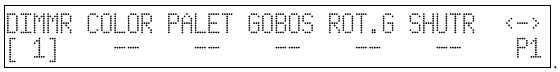 DIMMR COLOR PALET GOBOS ROT.G SHUTR <->
[ 1] -- -- -- -- -- P1